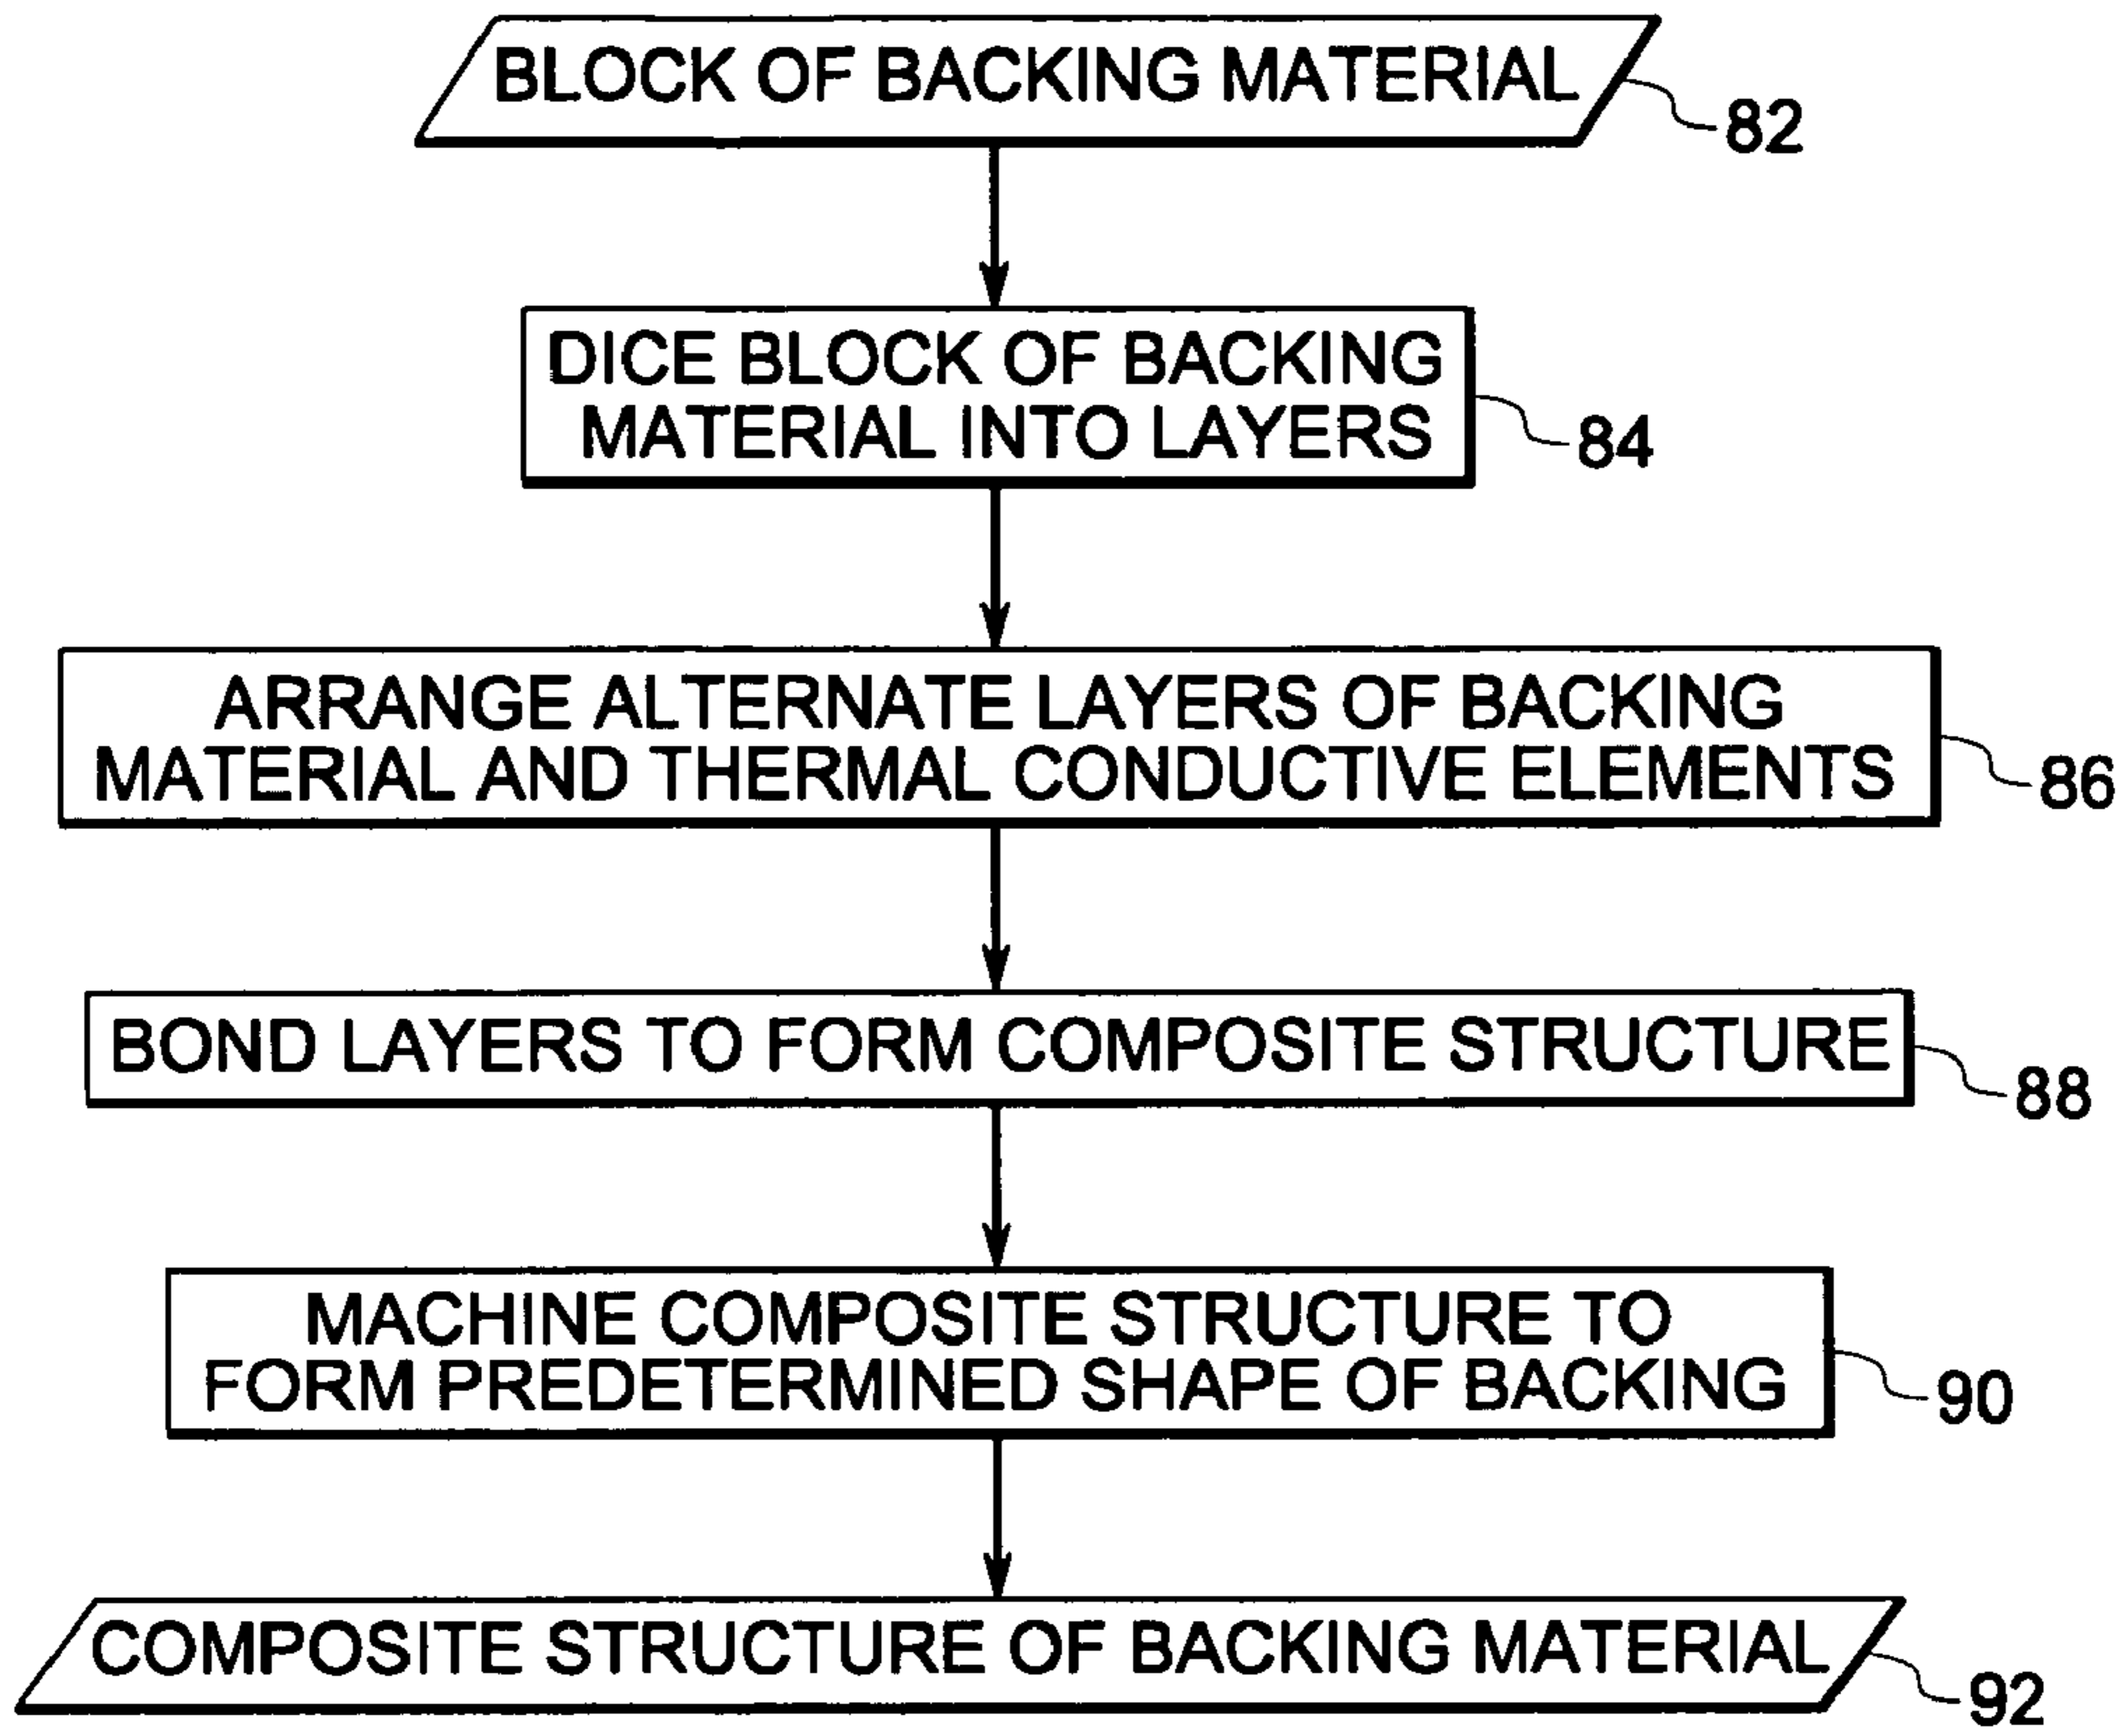 BLOCK OF BACKING MATERIAL
82
DICE BLOCK OF BACKING
MATERIAL INTO LAYERS
84
ARRANGE ALTERNATE LAYERS OF BACKING
MATERIAL AND THERMAL CONDUCTIVE ELEMENTS
86
BOND LAYERS TO FORM COMPOSITE STRUCTURE
88
MACHINE COMPOSITE STRUCTURE TO
FORM PREDETERMINED SHAPE OF BACKING
90
COMPOSITE STRUCTURE OF BACKING MATERIAL
92